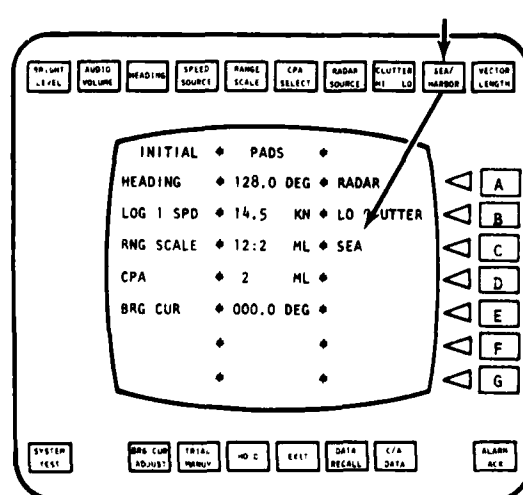 BRIGHT LEVEL
AUDIO VOLUME
HEADING
SPEED SOURCE
RANGE SCALE
CPA SELECT
RADAR SOURCE
CLUTTER HI LO
SEA/ HARBOR
VECTOR LENGTH
INITIAL ◆ PADS ◆
HEADING ◆ 128.0 DEG ◆ RADAR
LOG 1 SPD ◆ 14.5 KN ◆ LO CLUTTER
RNG SCALE ◆ 12:2 ML ◆ SEA
CPA ◆ 2 ML ◆
BRG CUR ◆ 000.0 DEG ◆
◆ ◆
◆ ◆
A
B
C
D
E
F
G
SYSTEM TEST
BRG CUR ADJUST
TRIAL MANUV
EXIT
DATA RECALL
C/A DATA
ALARM ACK